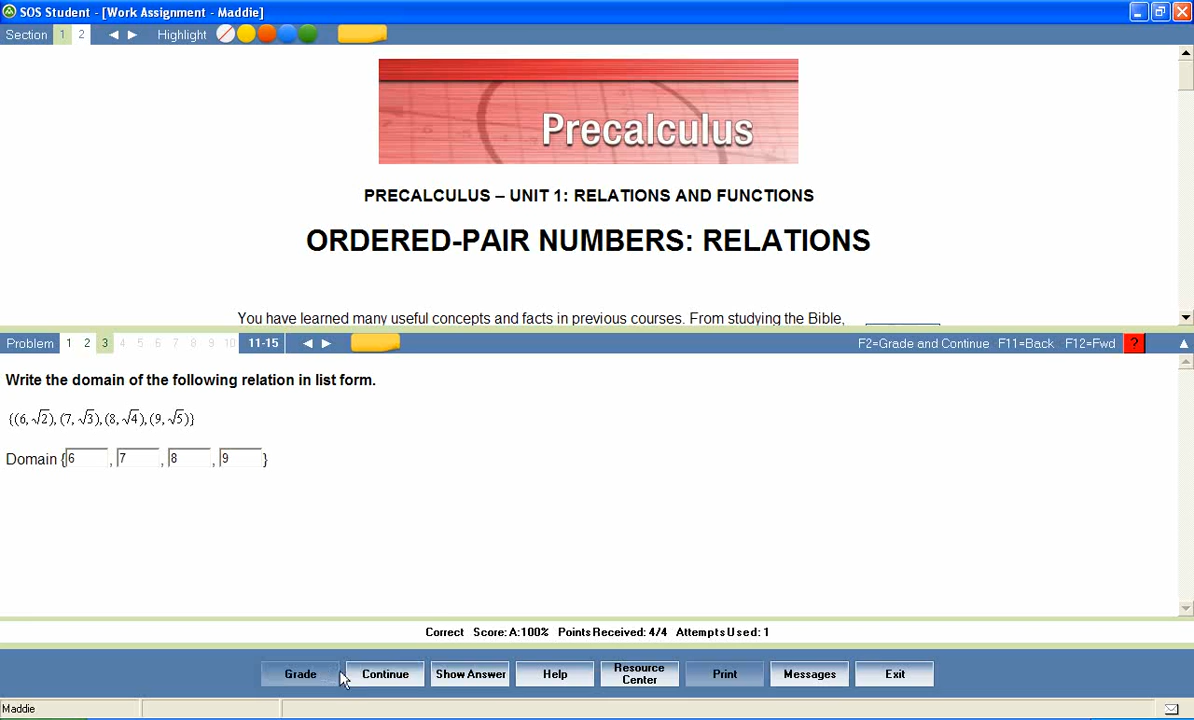 SOS Student - [Work Assignment - Maddie]
Section 1 2 Highlight
Precalculus
PRECALCULUS – UNIT 1: RELATIONS AND FUNCTIONS
ORDERED-PAIR NUMBERS: RELATIONS
You have learned many useful concepts and facts in previous courses. From studying the Bible,
Problem 1 2 3 4 5 6 7 8 9 10 11-15 F2=Grade and Continue F11=Back F12=Fwd ?
Write the domain of the following relation in list form.
{(6, √2), (7, √3), (8, √4), (9, √5)}
Domain {6 , 7 , 8 , 9 }
Correct Score: A:100% Points Received: 4/4 Attempts Used: 1
Grade Continue Show Answer Help Resource Center Print Messages Exit
Maddie